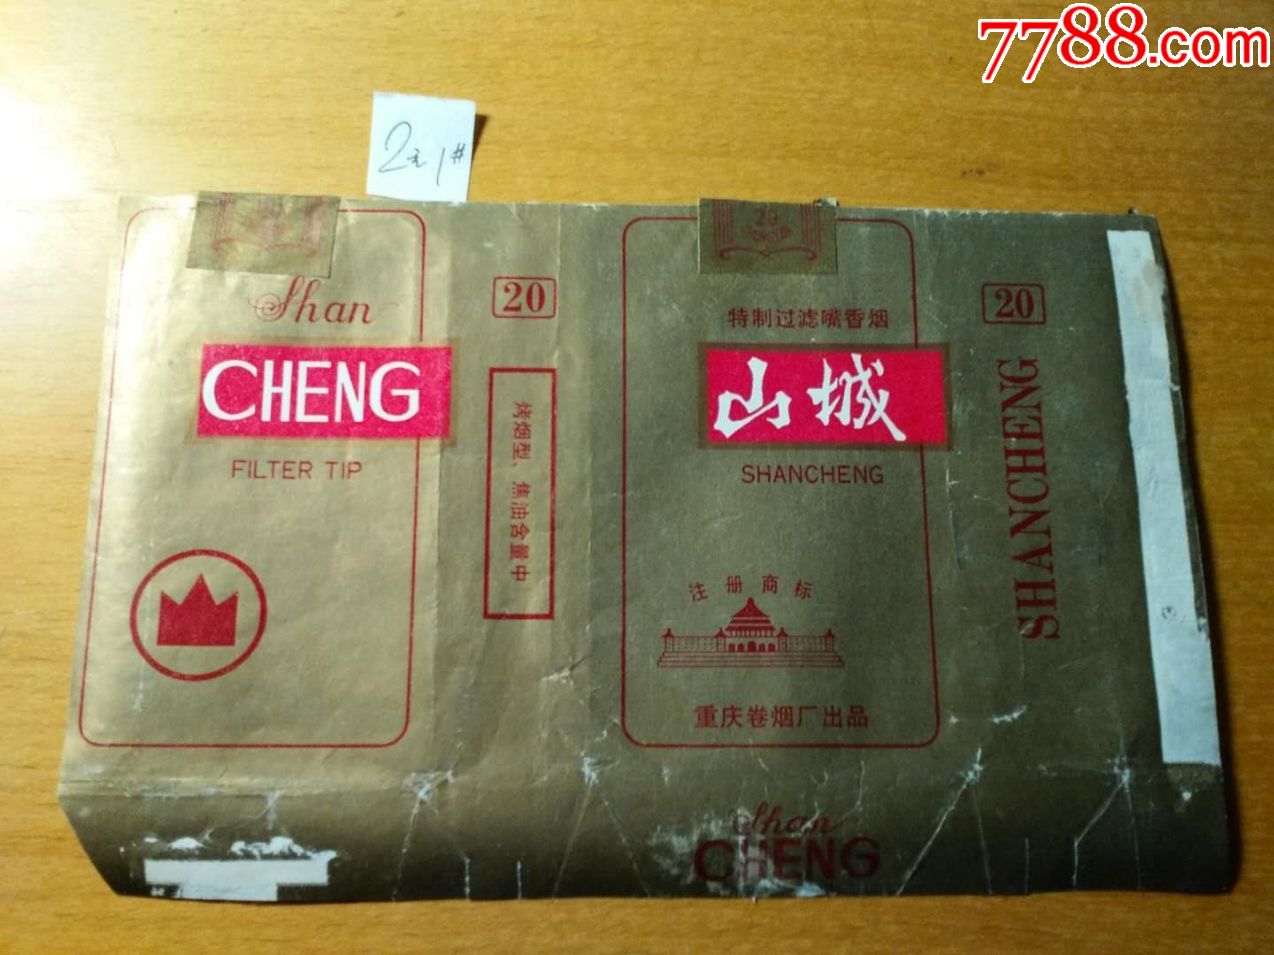 7788.com
2元 1#
20
Shan
20
20
特制过滤嘴香烟
CHENG
山城
FILTER TIP
SHANCHENG
烤烟型、焦油含量中
SHANCHENG
注册商标
重庆卷烟厂出品
Shan
CHENG